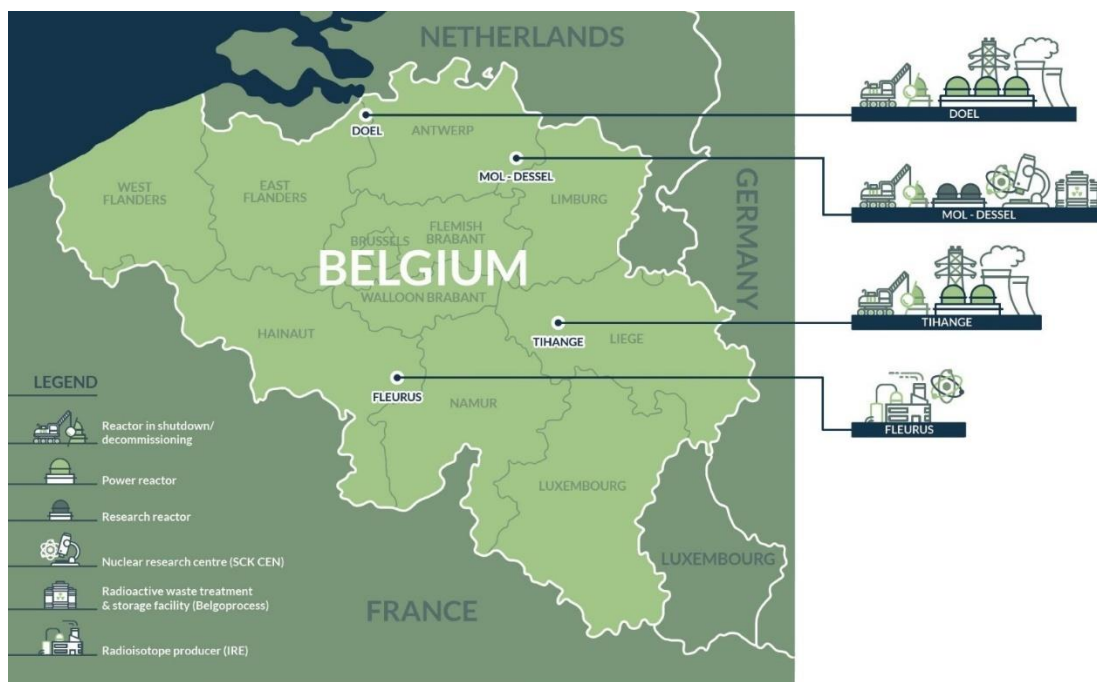 NETHERLANDS
DOEL
ANTWERP
MOL - DESSEL
WEST
FLANDERS
EAST
FLANDERS
LIMBURG
GERMANY
BRUSSELS
FLEMISH
BRABANT
BELGIUM
WALLOON BRABANT
HAINAUT
TIHANGE
LIEGE
FLEURUS
NAMUR
LUXEMBOURG
LUXEMBOURG
FRANCE
LEGEND
Reactor in shutdown/
decommissioning
Power reactor
Research reactor
Nuclear research centre (SCK CEN)
Radioactive waste treatment
& storage facility (Belgoprocess)
Radioisotope producer (IRE)
DOEL
MOL - DESSEL
TIHANGE
FLEURUS